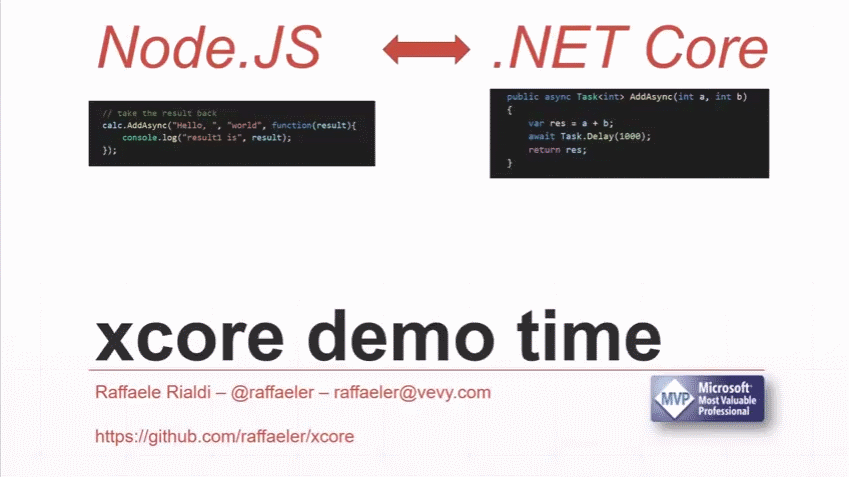 Node.JS
.NET Core
// take the result back
calc.AddAsync("Hello, ", "world", function(result){
    console.log("result1 is", result);
});
public async Task<int> AddAsync(int a, int b)
{
    var res = a + b;
    await Task.Delay(1000);
    return res;
}
xcore demo time
Raffaele Rialdi – @raffaeler – raffaeler@vevy.com
https://github.com/raffaeler/xcore
MVP
Microsoft®
Most Valuable
Professional